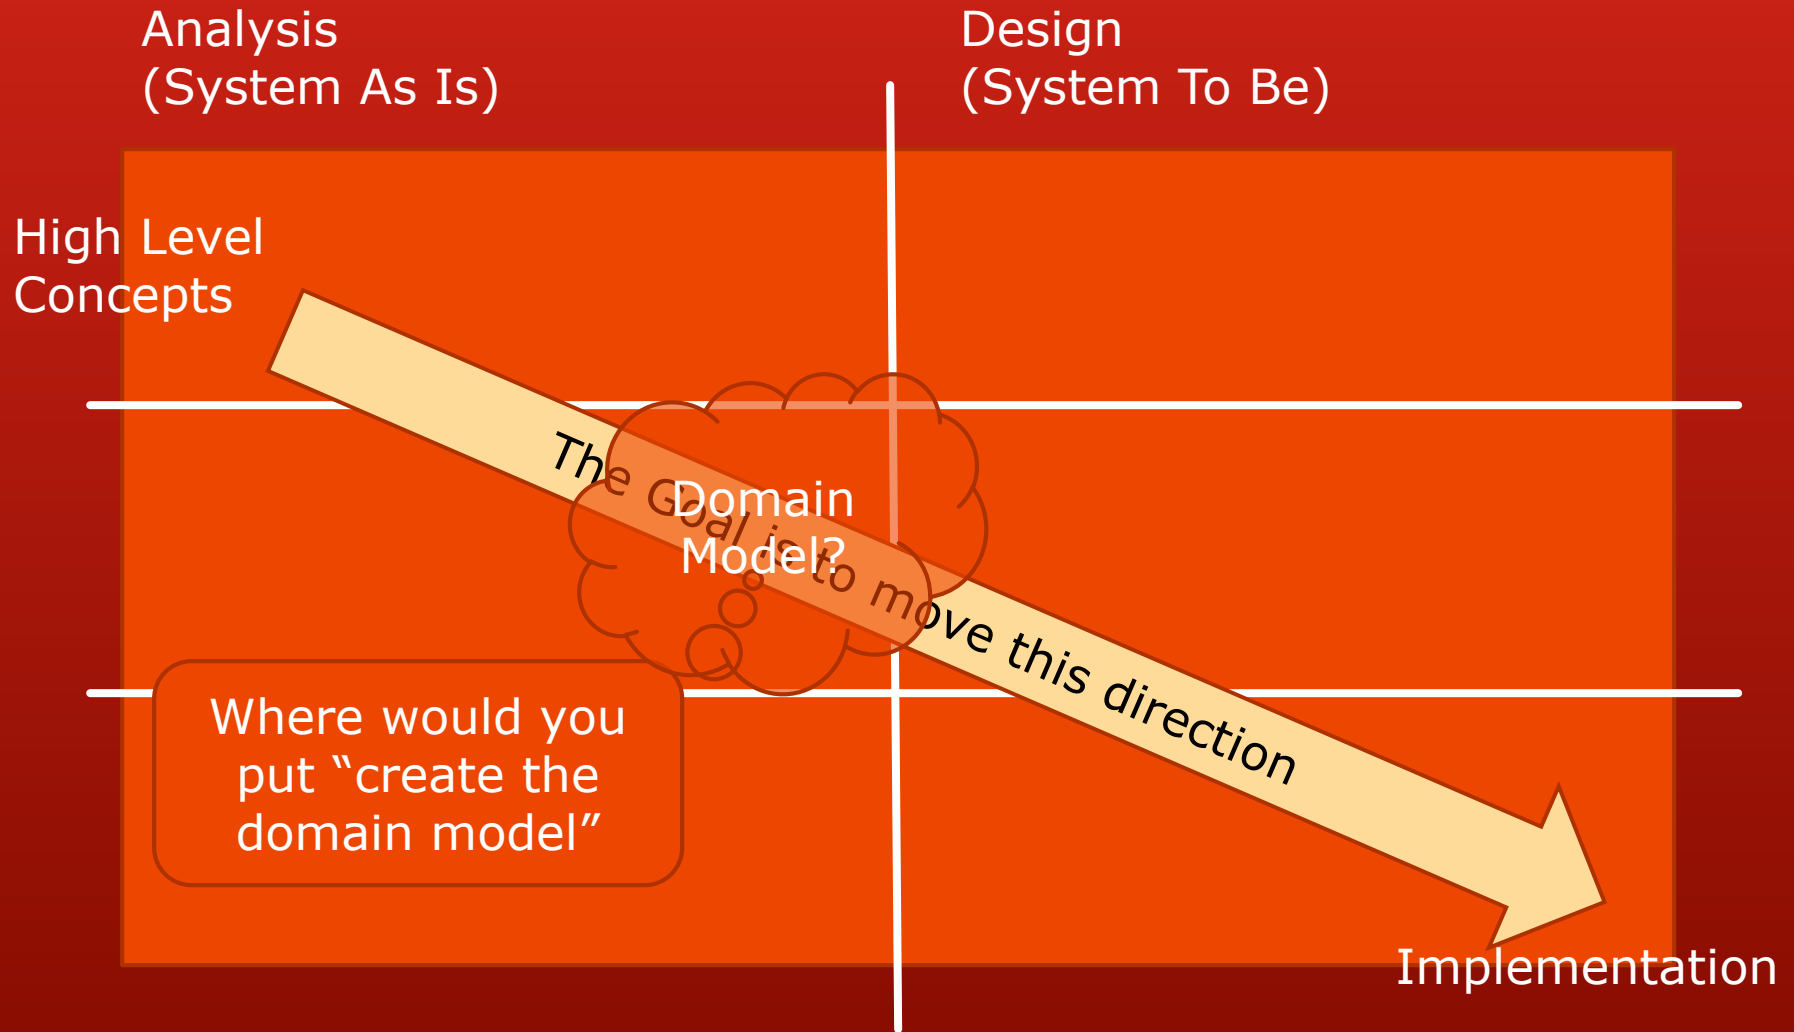 Analysis
(System As Is)
Design
(System To Be)
High Level
Concepts
The Goal is to move this direction
Domain
Model?
Where would you
put “create the
domain model”
Implementation